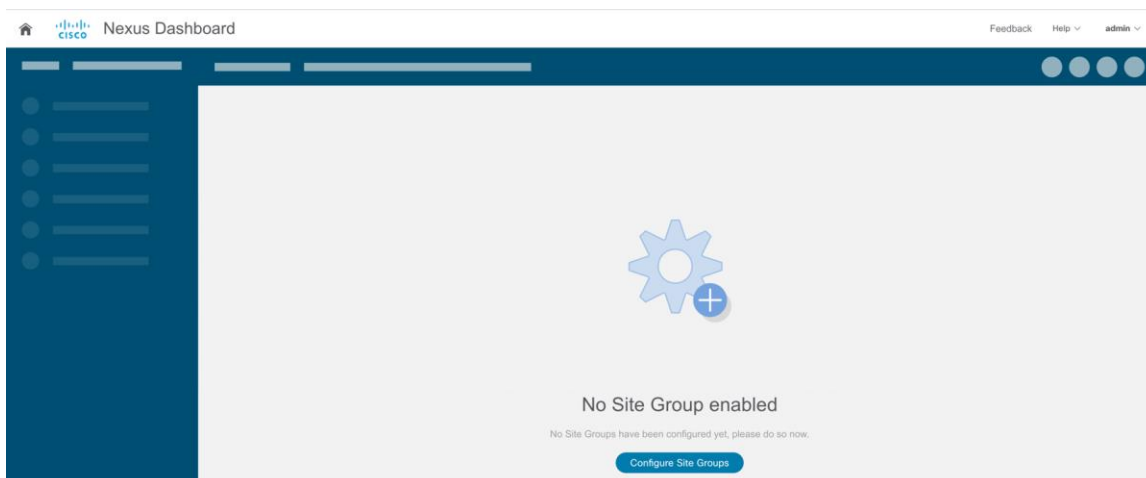 CISCO Nexus Dashboard Feedback Help admin
No Site Group enabled
No Site Groups have been configured yet, please do so now.
Configure Site Groups